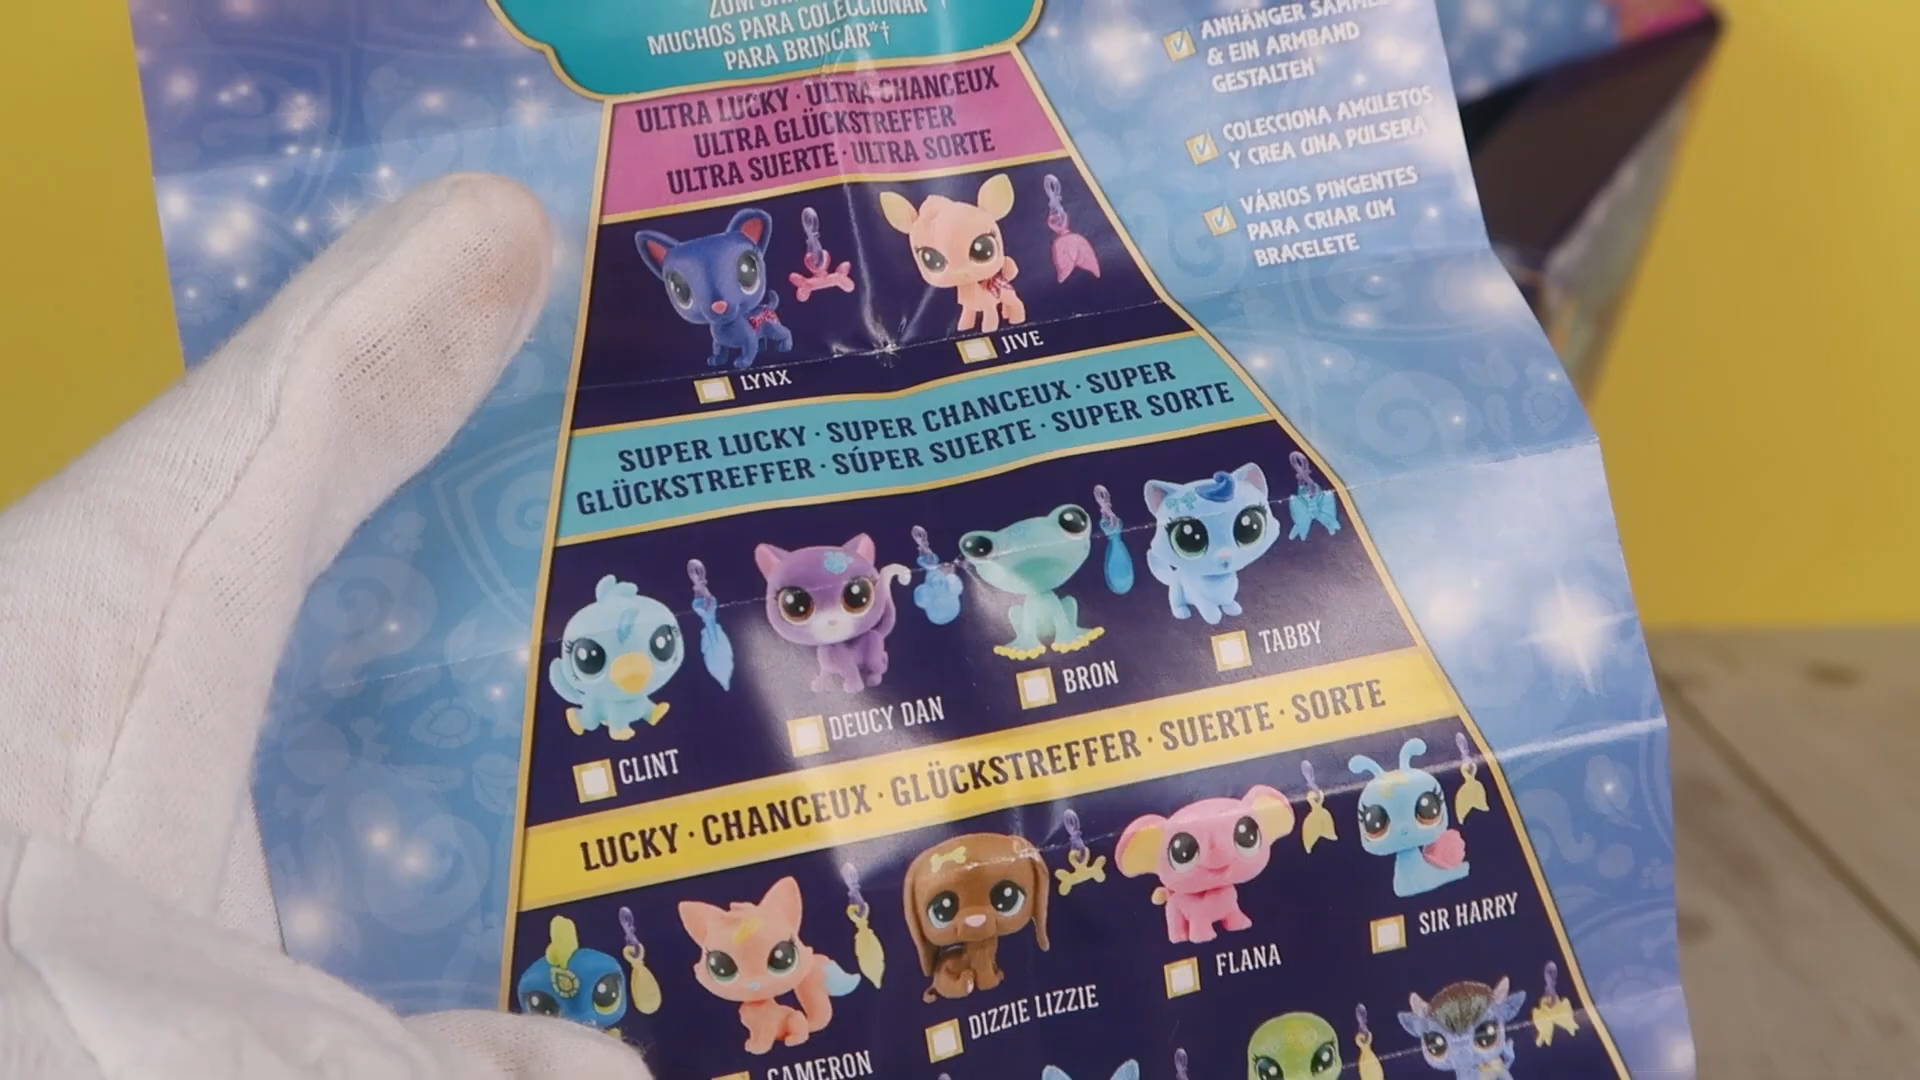 MUCHOS PARA COLECCIONAR*†
PARA BRINCAR*†
ULTRA LUCKY · ULTRA CHANCEUX
ULTRA GLÜCKSTREFFER
ULTRA SUERTE · ULTRA SORTE
LYNX
JIVE
SUPER LUCKY · SUPER CHANCEUX · SUPER
GLÜCKSTREFFER · SÚPER SUERTE · SUPER SORTE
CLINT
DEUCY DAN
BRON
TABBY
LUCKY · CHANCEUX · GLÜCKSTREFFER · SUERTE · SORTE
CAMERON
DIZZIE LIZZIE
FLANA
SIR HARRY
ANHÄNGER
& EIN ARMBAND
GESTALTEN
COLECCIONA AMULETOS
Y CREA UNA PULSERA
VÁRIOS PINGENTES
PARA CRIAR UM
BRACELETE